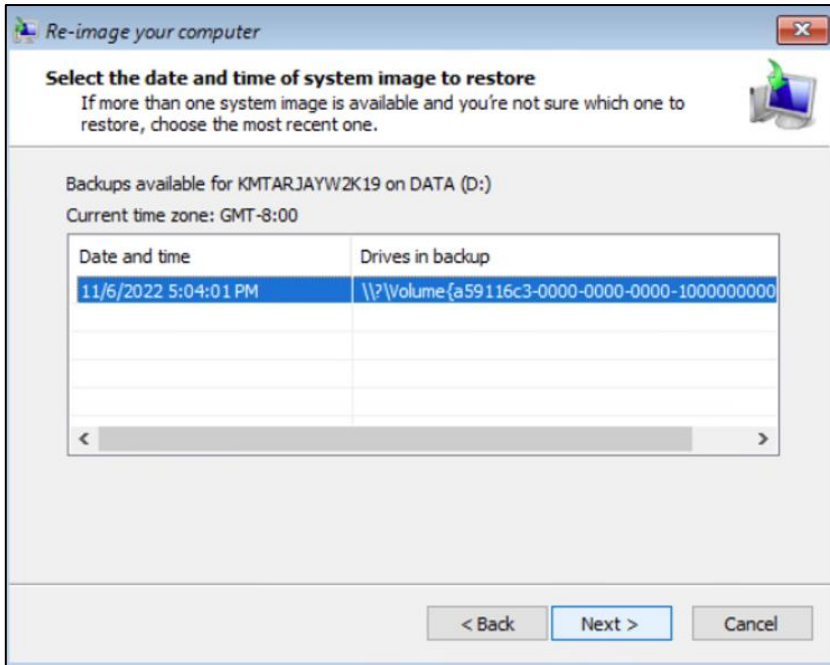 Re-image your computer
Select the date and time of system image to restore
If more than one system image is available and you're not sure which one to
restore, choose the most recent one.
Backups available for KMTARJAYW2K19 on DATA (D:)
Current time zone: GMT-8:00
Date and time Drives in backup
11/6/2022 5:04:01 PM \\?\Volume{a59116c3-0000-0000-0000-1000000000
< Back Next > Cancel